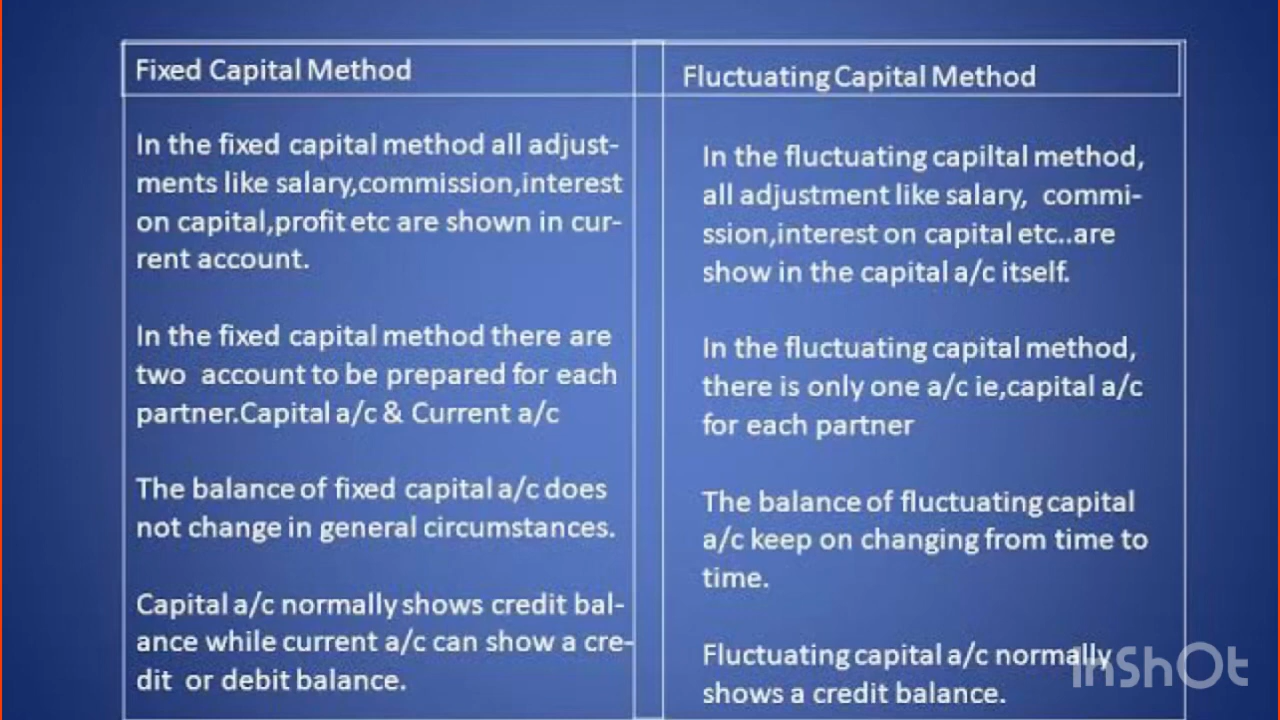 Fixed Capital Method
In the fixed capital method all adjust-
ments like salary,commission,interest
on capital,profit etc are shown in cur-
rent account.
In the fixed capital method there are
two account to be prepared for each
partner.Capital a/c & Current a/c
The balance of fixed capital a/c does
not change in general circumstances.
Capital a/c normally shows credit bal-
ance while current a/c can show a cre-
dit or debit balance.
Fluctuating Capital Method
In the fluctuating capiltal method,
all adjustment like salary, commi-
ssion,interest on capital etc..are
show in the capital a/c itself.
In the fluctuating capital method,
there is only one a/c ie,capital a/c
for each partner
The balance of fluctuating capital
a/c keep on changing from time to
time.
Fluctuating capital a/c normally
shows a credit balance.
InShOt